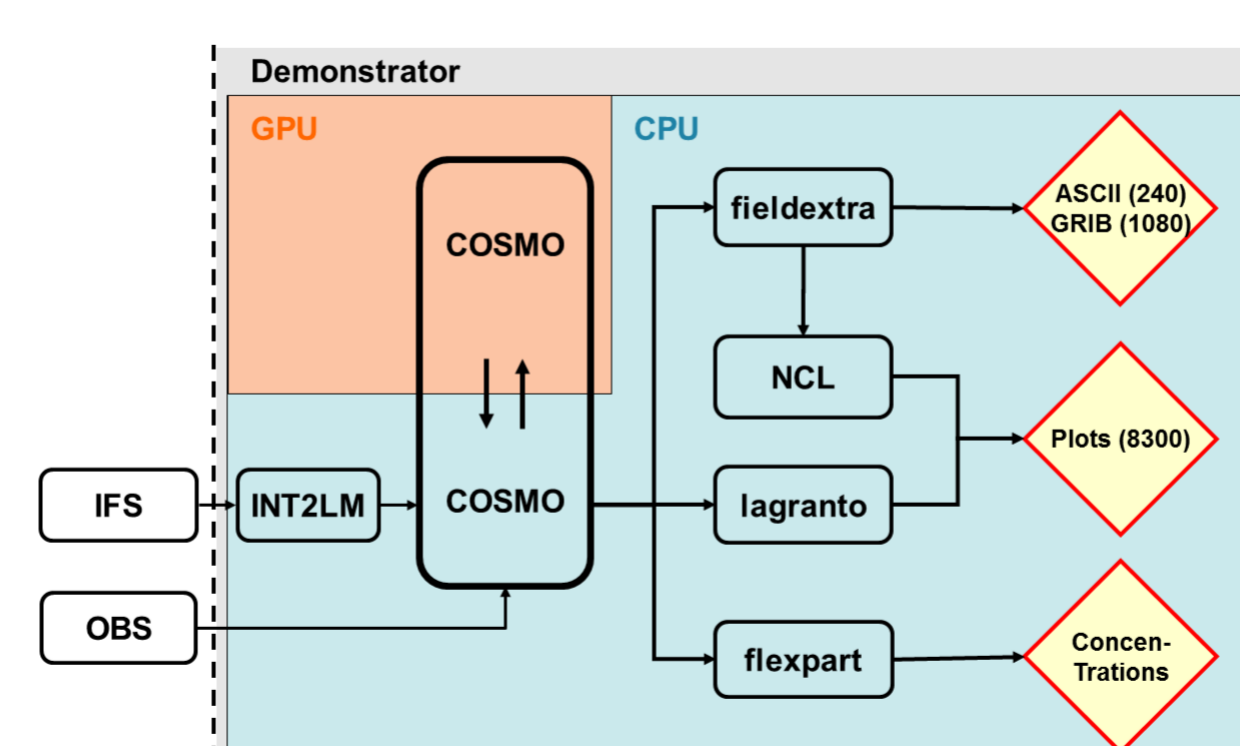 Demonstrator
GPU
CPU
COSMO
fieldextra
ASCII (240)
GRIB (1080)
NCL
Plots (8300)
IFS
INT2LM
COSMO
lagranto
OBS
flexpart
Concen-
Trations